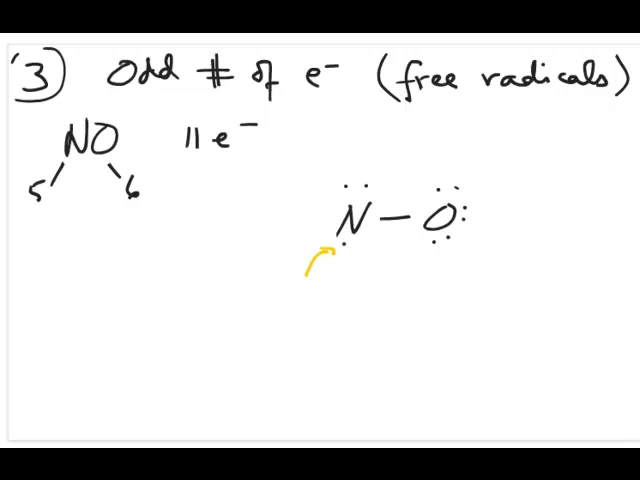 3) Odd # of e⁻ (free radicals)
NO 11 e⁻
5 6
N — O